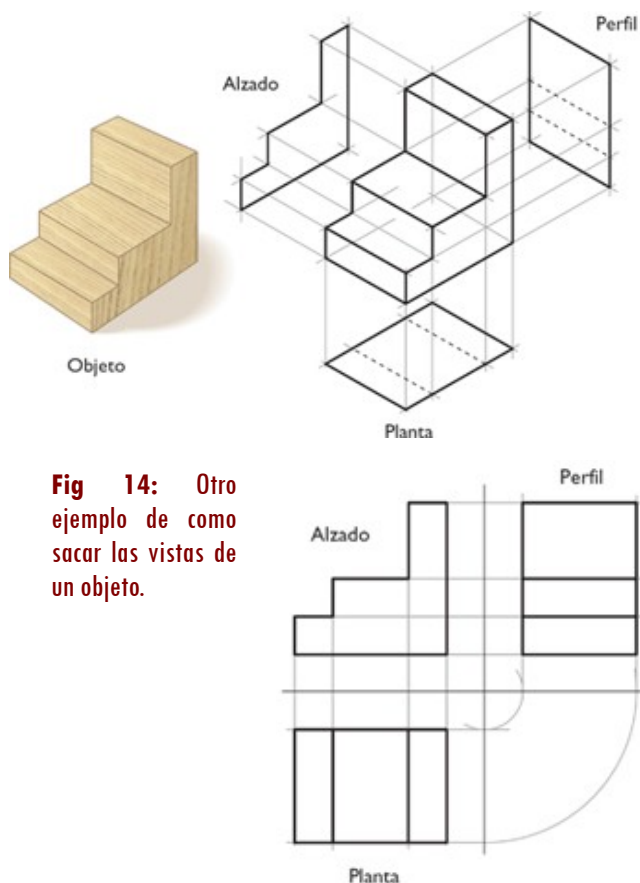 Perfil
Alzado
Objeto
Planta
Fig 14: Otro
ejemplo de como
sacar las vistas de
un objeto.
Perfil
Alzado
Planta